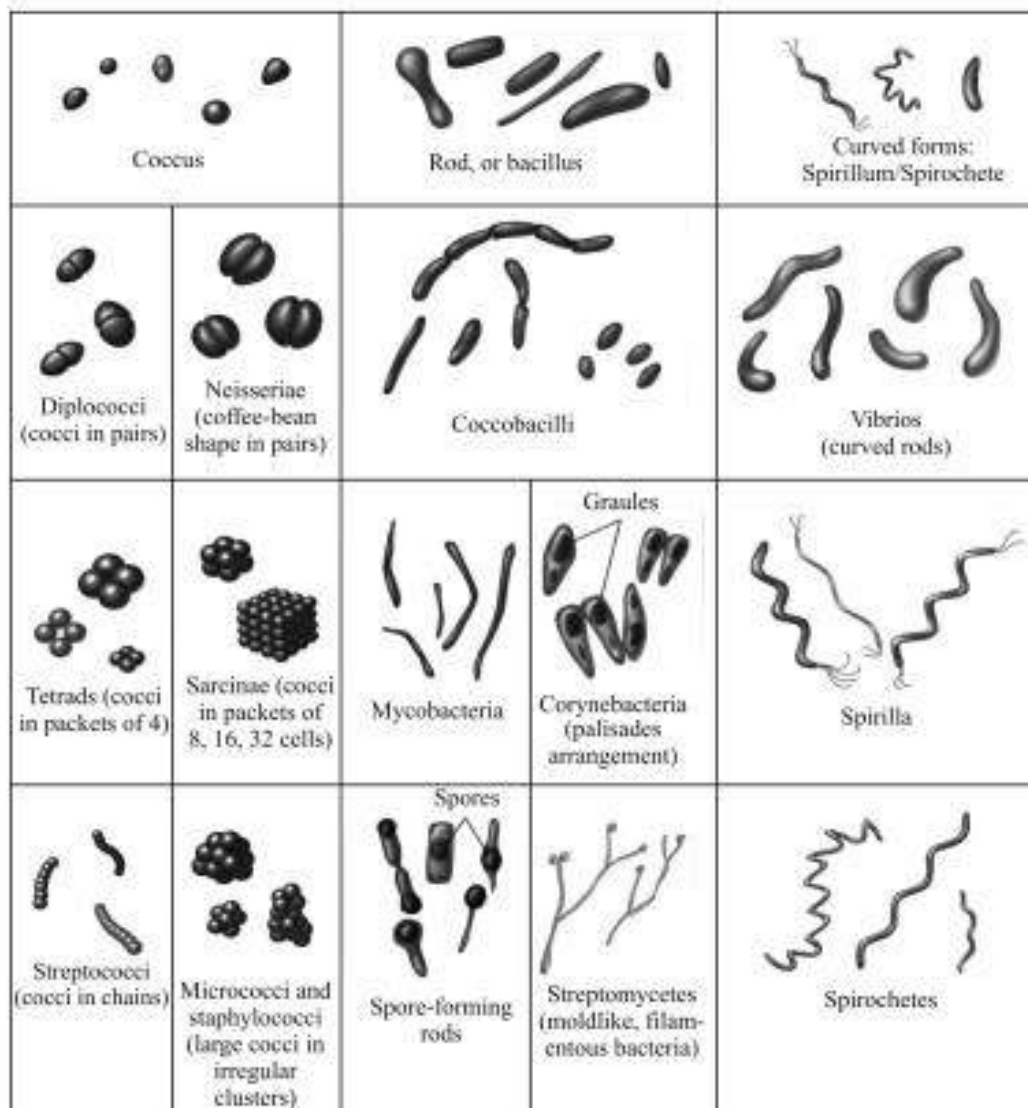 Coccus
Rod, or bacillus
Curved forms:
Spirillum/Spirochete
Diplococci
(cocci in pairs)
Neisseriae
(coffee-bean
shape in pairs)
Coccobacilli
Vibrios
(curved rods)
Tetrads (cocci
in packets of 4)
Sarcinae (cocci
in packets of
8, 16, 32 cells)
Mycobacteria
Graules
Corynebacteria
(palisades
arrangement)
Spirilla
Streptococci
(cocci in chains)
Micrococci and
staphylococci
(large cocci in
irregular
clusters)
Spores
Spore-forming
rods
Streptomycetes
(moldlike, filam-
entous bacteria)
Spirochetes